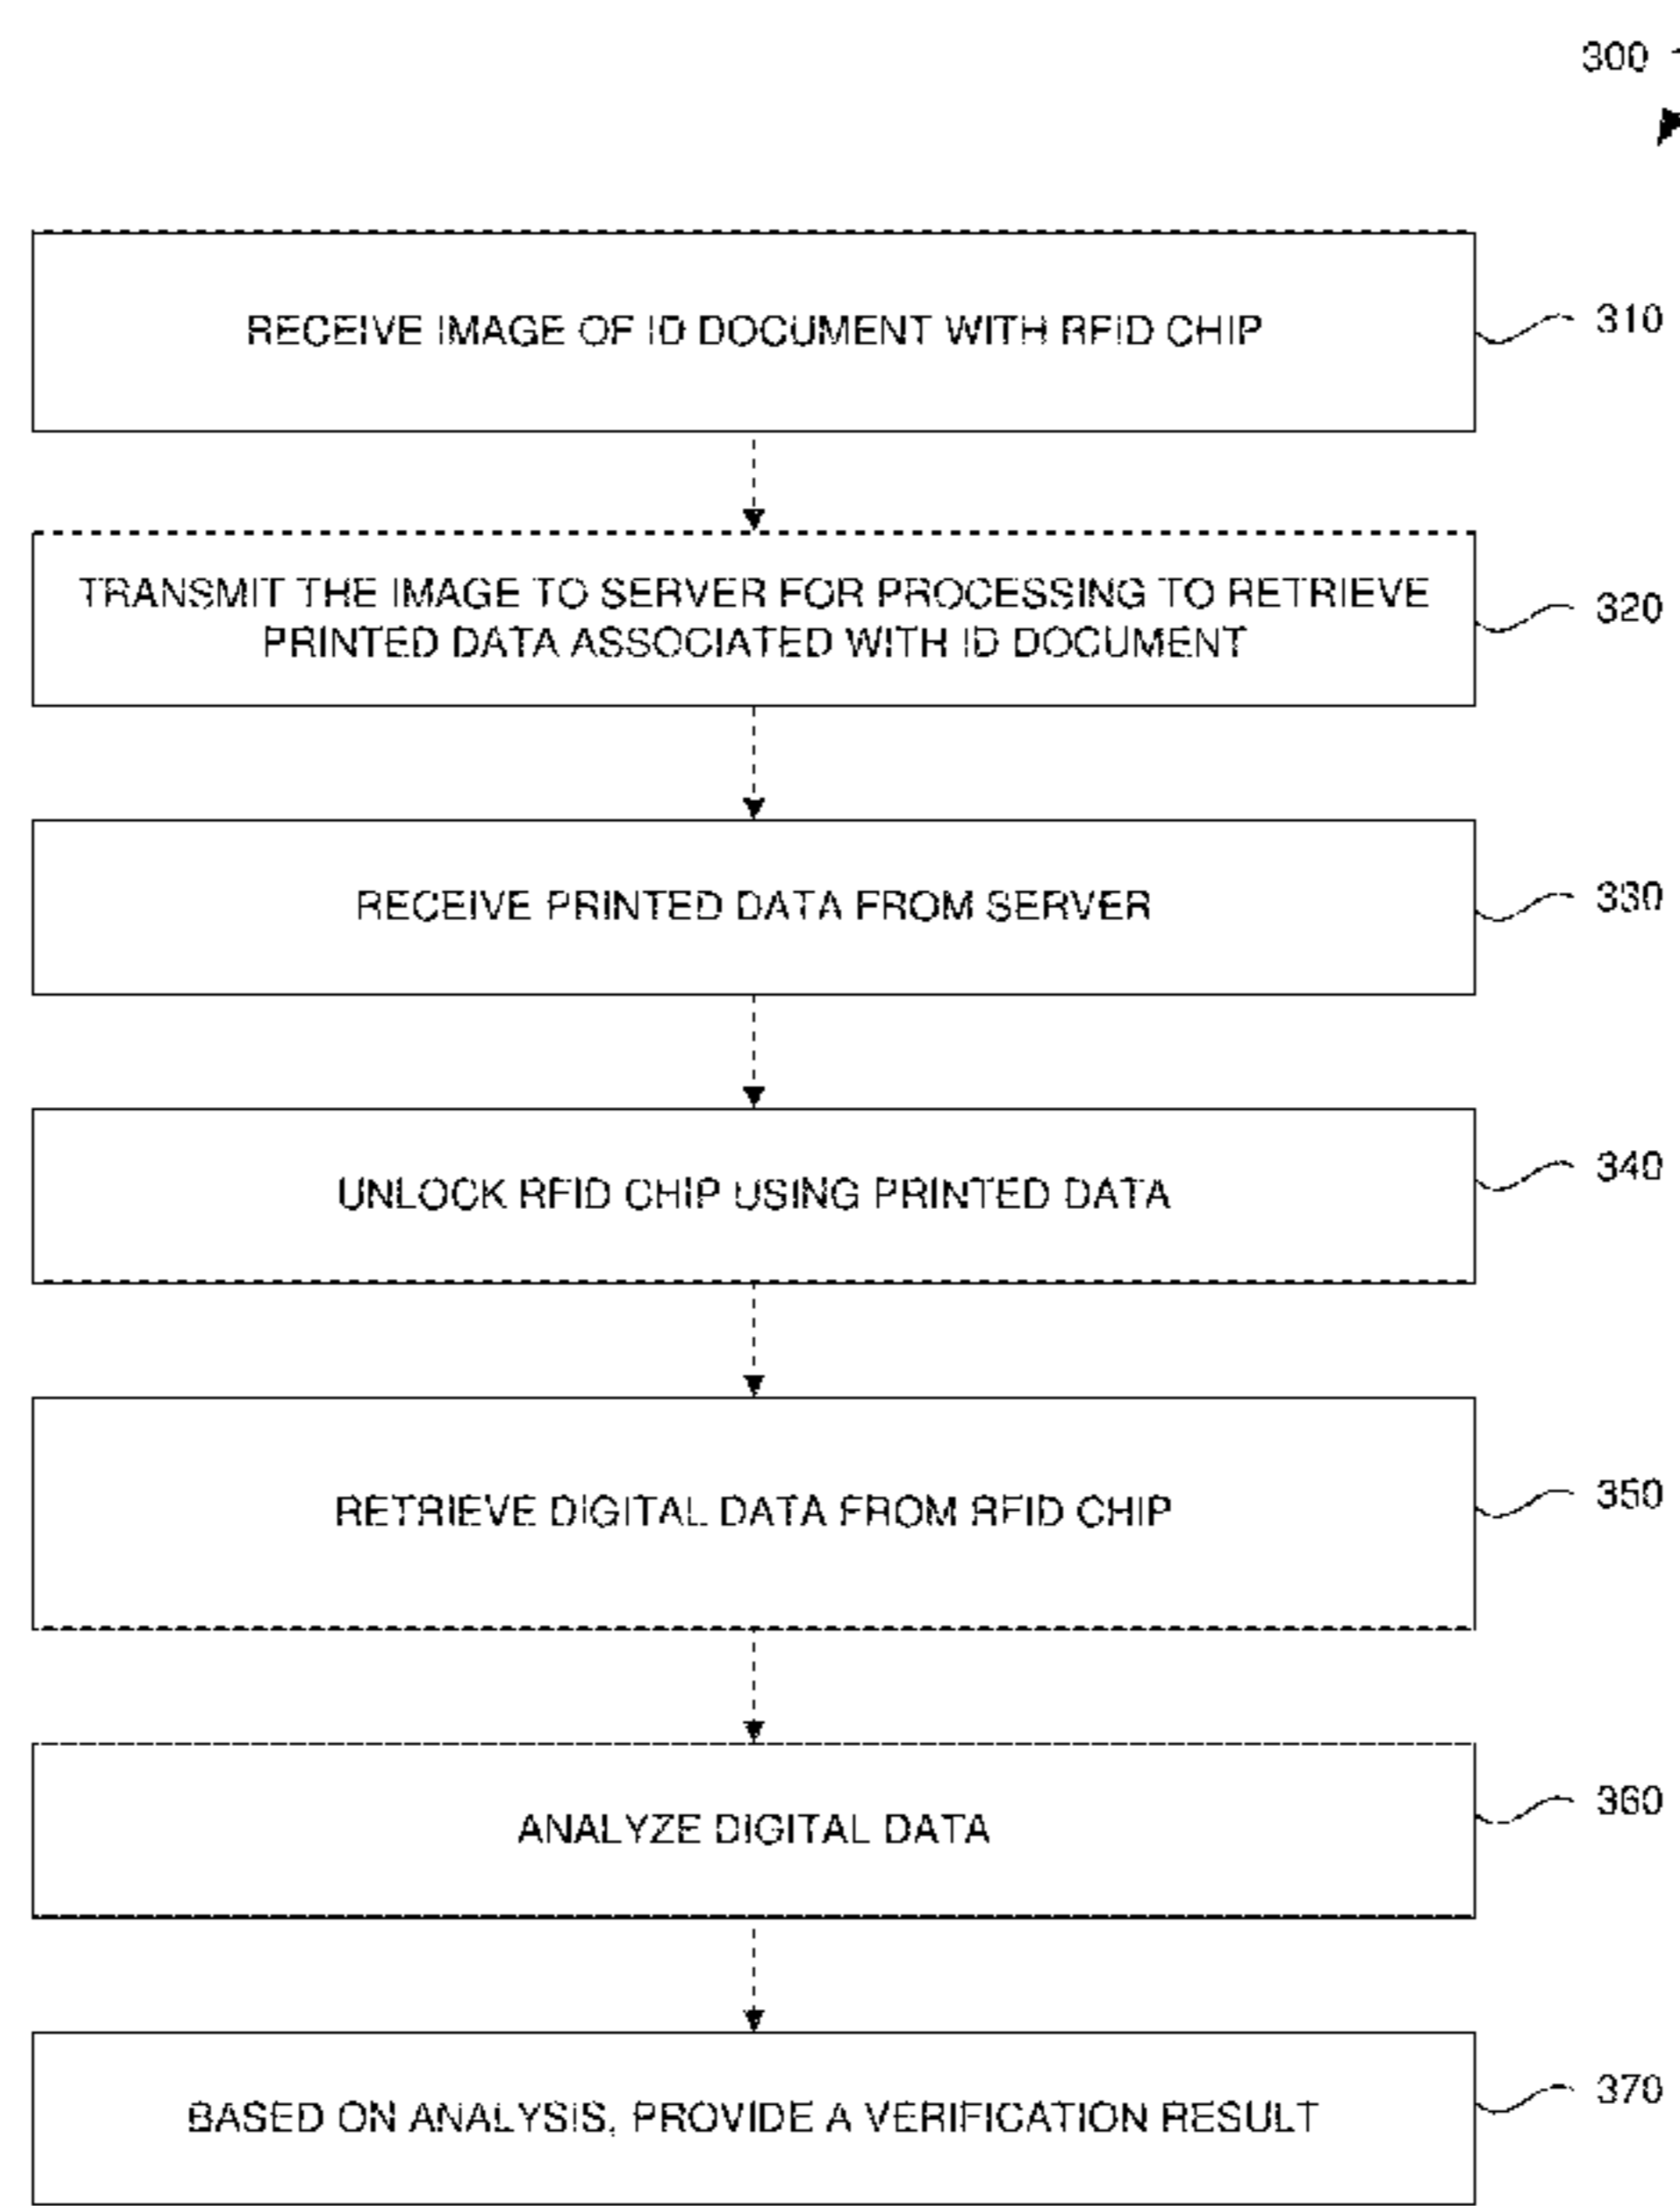 300
RECEIVE IMAGE OF ID DOCUMENT WITH RFID CHIP
310
TRANSMIT THE IMAGE TO SERVER FOR PROCESSING TO RETRIEVE
PRINTED DATA ASSOCIATED WITH ID DOCUMENT
320
RECEIVE PRINTED DATA FROM SERVER
330
UNLOCK RFID CHIP USING PRINTED DATA
340
RETRIEVE DIGITAL DATA FROM RFID CHIP
350
ANALYZE DIGITAL DATA
360
BASED ON ANALYSIS, PROVIDE A VERIFICATION RESULT
370